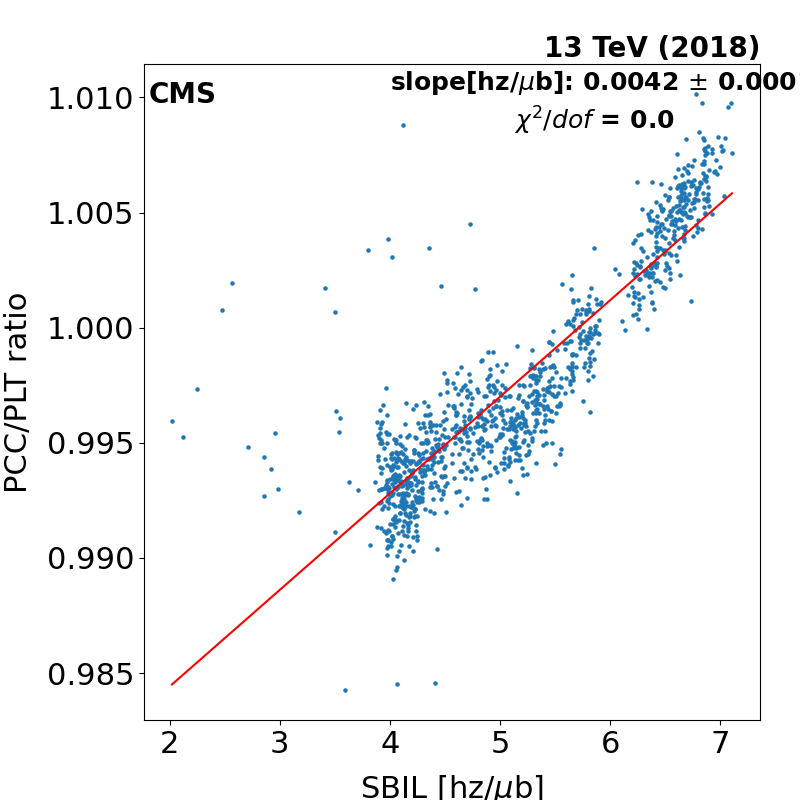 13 TeV (2018)
CMS
slope[hz/μb]: 0.0042 ± 0.000
χ²/dof = 0.0
1.010
1.005
1.000
0.995
0.990
0.985
PCC/PLT ratio
2 3 4 5 6 7
SBIL [hz/μb]